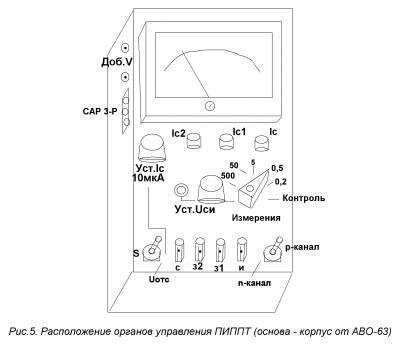 Доб.V
САР 3-Р
Ic2
Ic1
Ic
Уст.Ic
10мкА
50
5
0,5
500
0,2
Контроль
Уст.Uси
Измерения
S
р-канал
с
з2
з1
и
Uотс
n-канал
Рис.5. Расположение органов управления ПИППТ (основа - корпус от АВО-63)